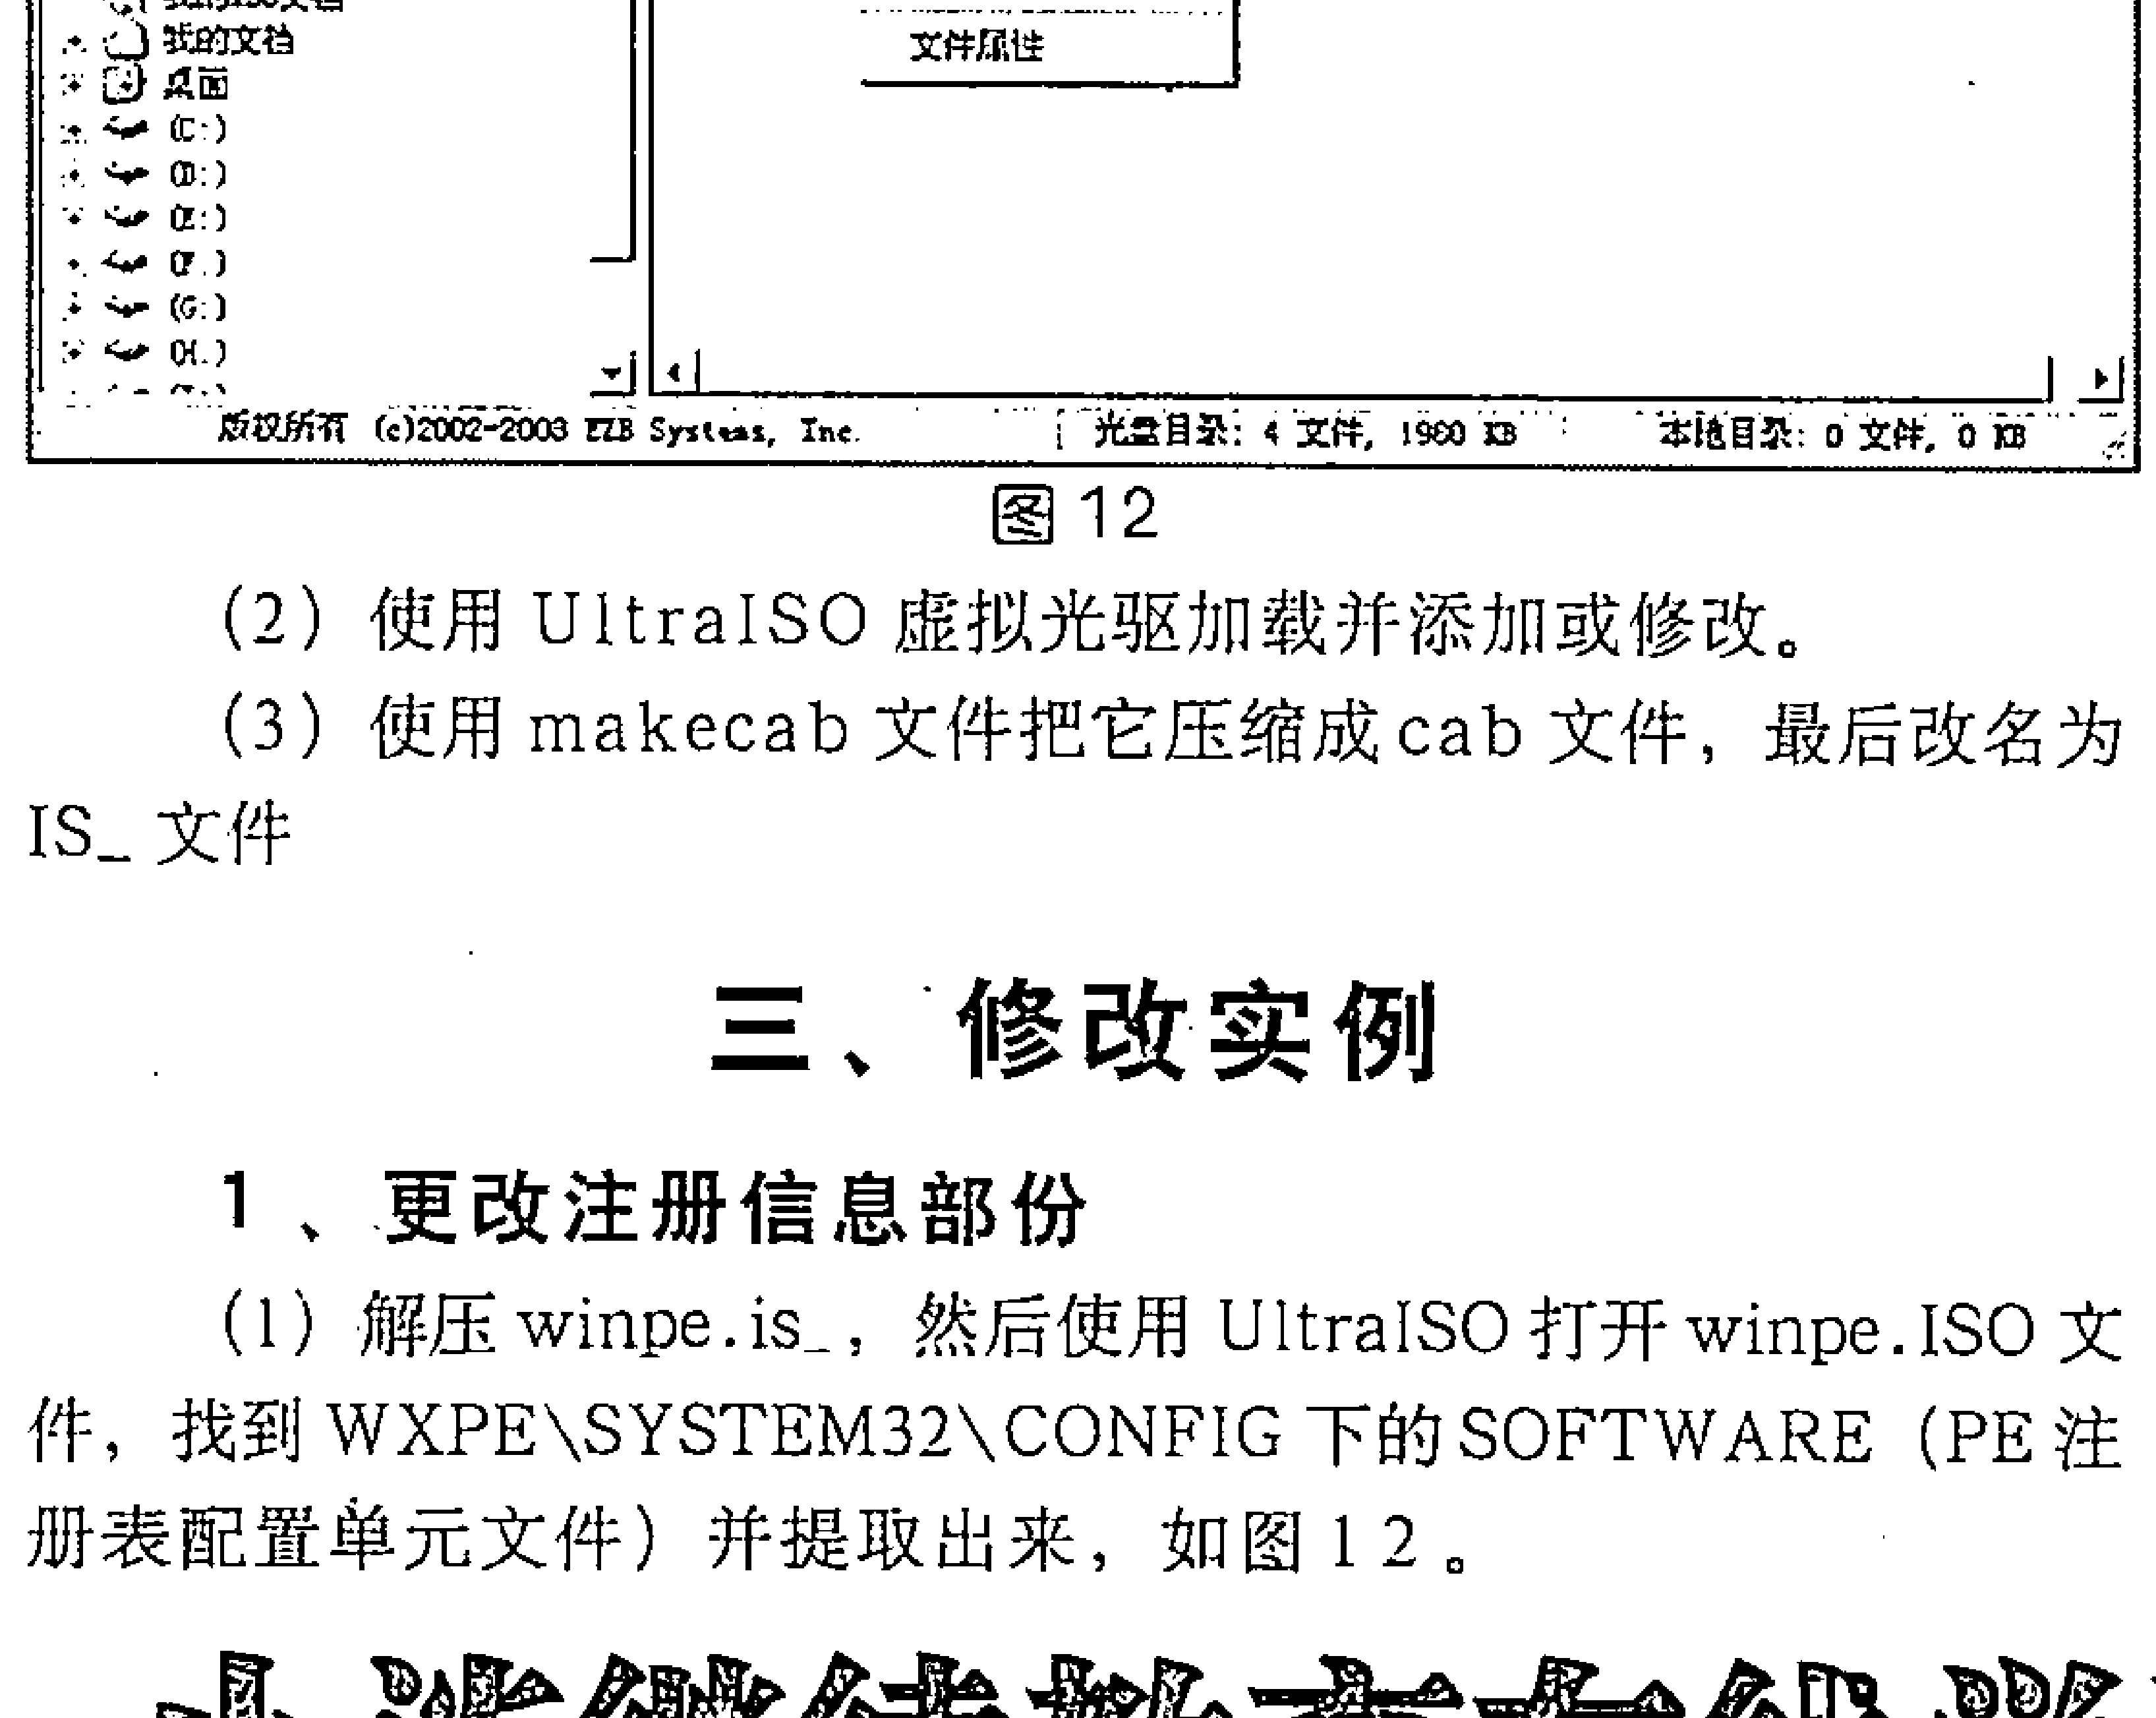 我的文档
文件属性
桌面
(C:)
(D:)
(E:)
(F:)
(G:)
(H:)
版权所有 (c)2002-2003 EZB Systems, Inc.
光盘目录: 4 文件, 1980 KB
本地目录: 0 文件, 0 KB
图 12
(2) 使用 UltraISO 虚拟光驱加载并添加或修改。
(3) 使用 makecab 文件把它压缩成 cab 文件，最后改名为
IS_ 文件
三、修改实例
1、更改注册信息部份
(1) 解压 winpe.is_，然后使用 UltraISO 打开 winpe.ISO 文
件，找到 WXPE\SYSTEM32\CONFIG 下的 SOFTWARE（PE 注
册表配置单元文件）并提取出来，如图 12。